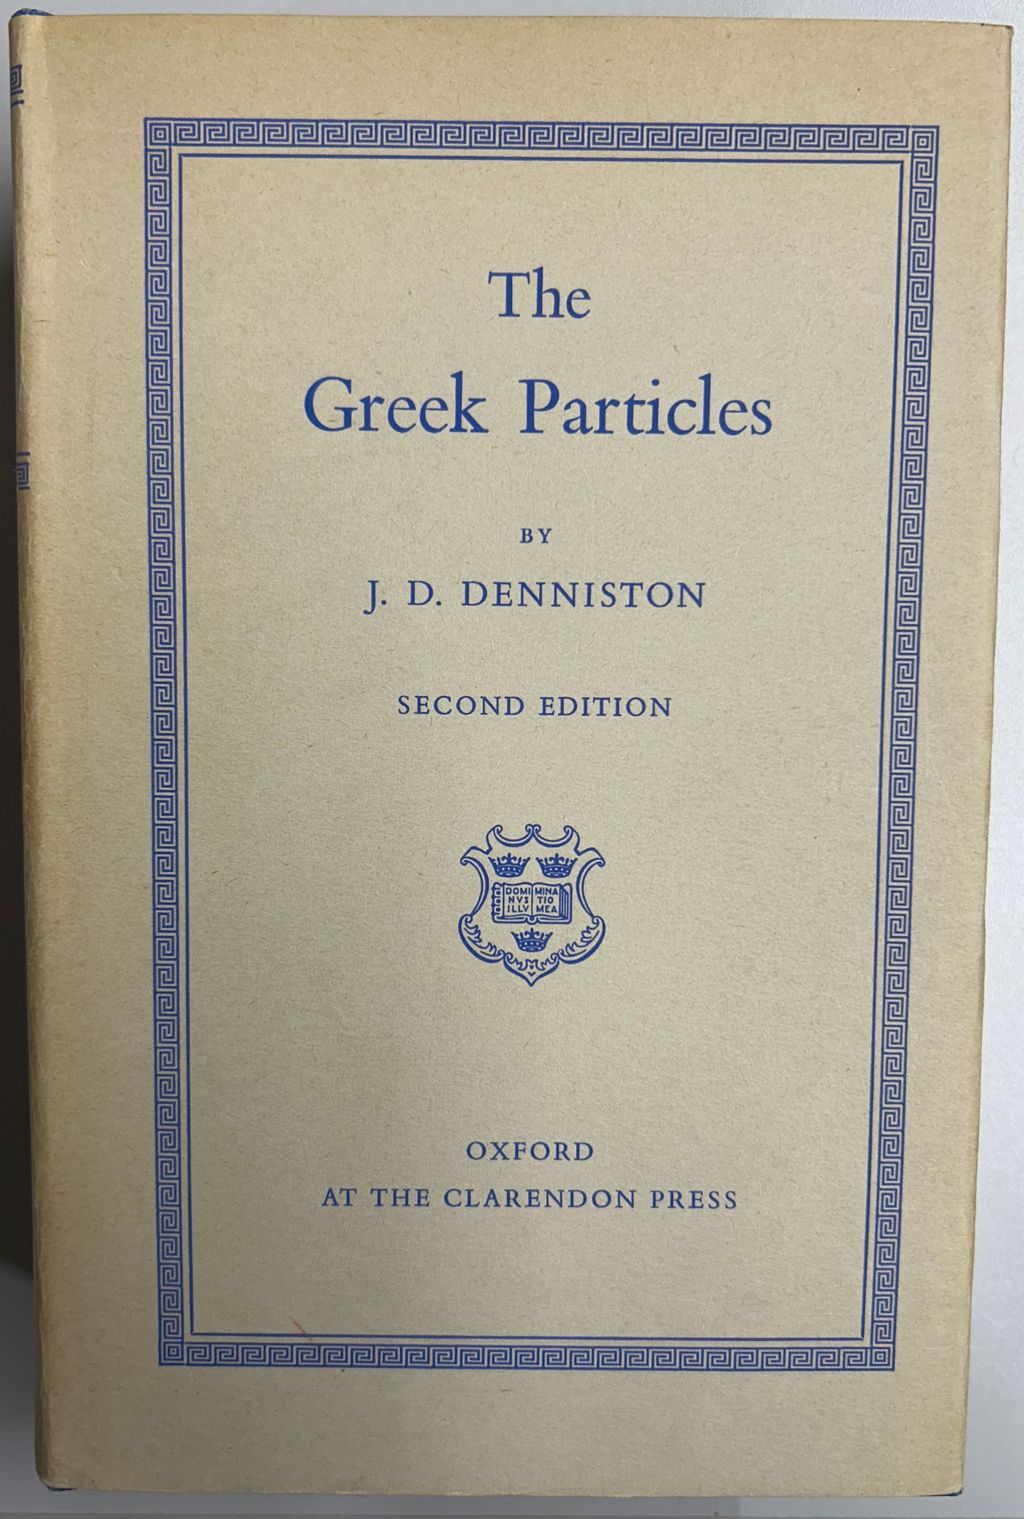 The
Greek Particles
BY
J. D. DENNISTON
SECOND EDITION
DOMI MINA
NVS TIO
ILLV MEA
OXFORD
AT THE CLARENDON PRESS